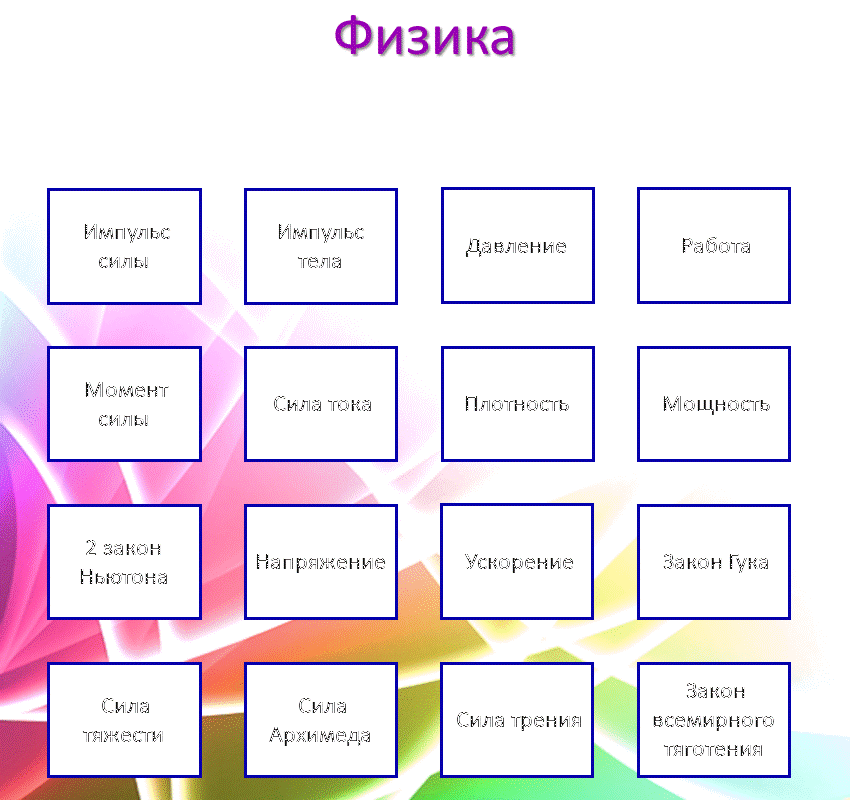 Физика
Импульс
силы
Импульс
тела
Давление
Работа
Момент
силы
Сила тока
Плотность
Мощность
2 закон
Ньютона
Напряжение
Ускорение
Закон Гука
Сила
тяжести
Сила
Архимеда
Сила трения
Закон
всемирного
тяготения